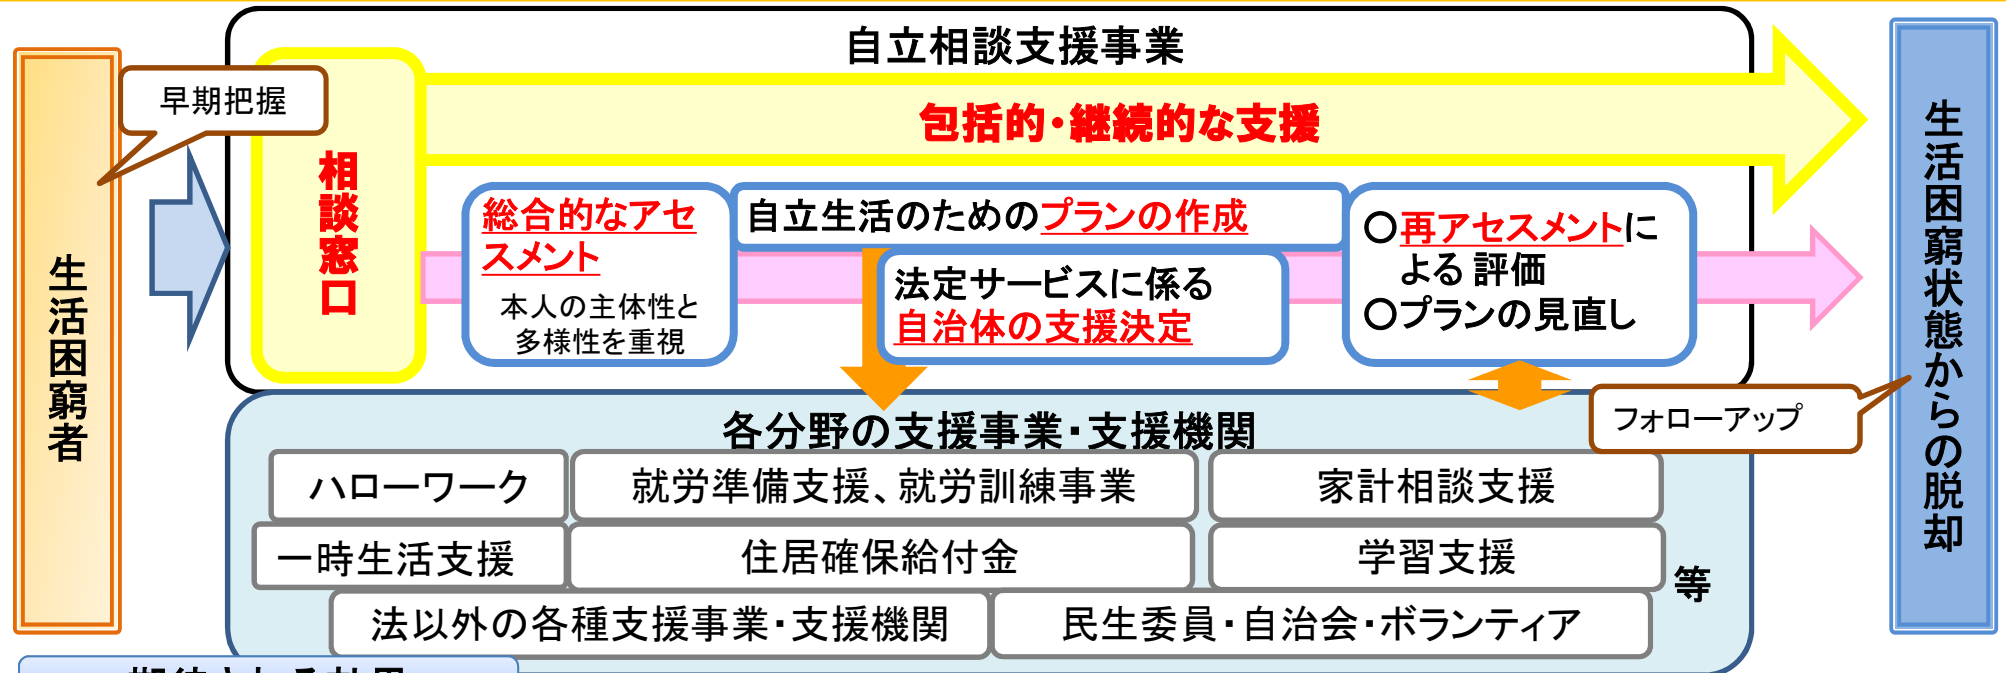 自立相談支援事業
早期把握
包括的・継続的な支援
生活困窮者
相談窓口
総合的なアセ
スメント
本人の主体性と
多様性を重視
自立生活のためのプランの作成
法定サービスに係る
自治体の支援決定
○再アセスメントに
よる 評価
○プランの見直し
生活困窮状態からの脱却
フォローアップ
各分野の支援事業・支援機関
ハローワーク
就労準備支援、就労訓練事業
家計相談支援
一時生活支援
住居確保給付金
学習支援
等
法以外の各種支援事業・支援機関
民生委員・自治会・ボランティア
期待される効果